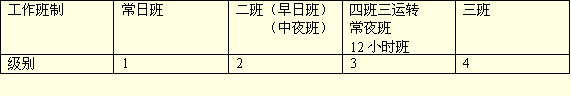 工作班制 常日班 二班（早日班） 四班三运转 三班
（中夜班） 常夜班
12 小时班
级别 1 2 3 4